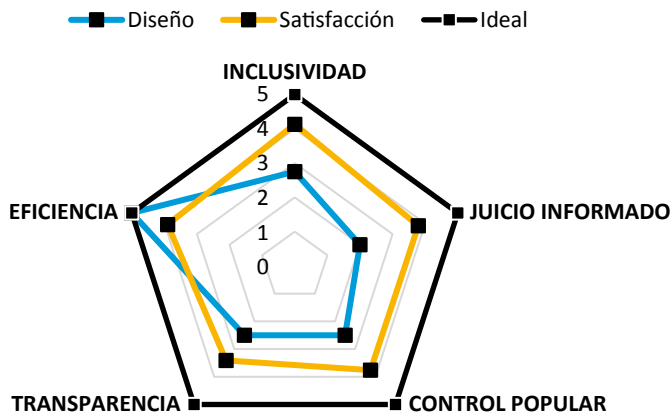 Diseño Satisfacción Ideal
INCLUSIVIDAD
5
4
3
2
1
0
EFICIENCIA
JUICIO INFORMADO
TRANSPARENCIA
CONTROL POPULAR